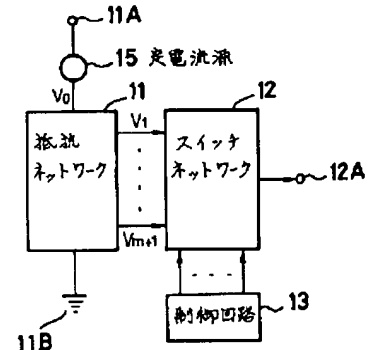 11A
15 定電流源
V0
11
12
抵抗
ネットワーク
V1
Vm+1
スイッチ
ネットワーク
12A
11B
制御回路
13